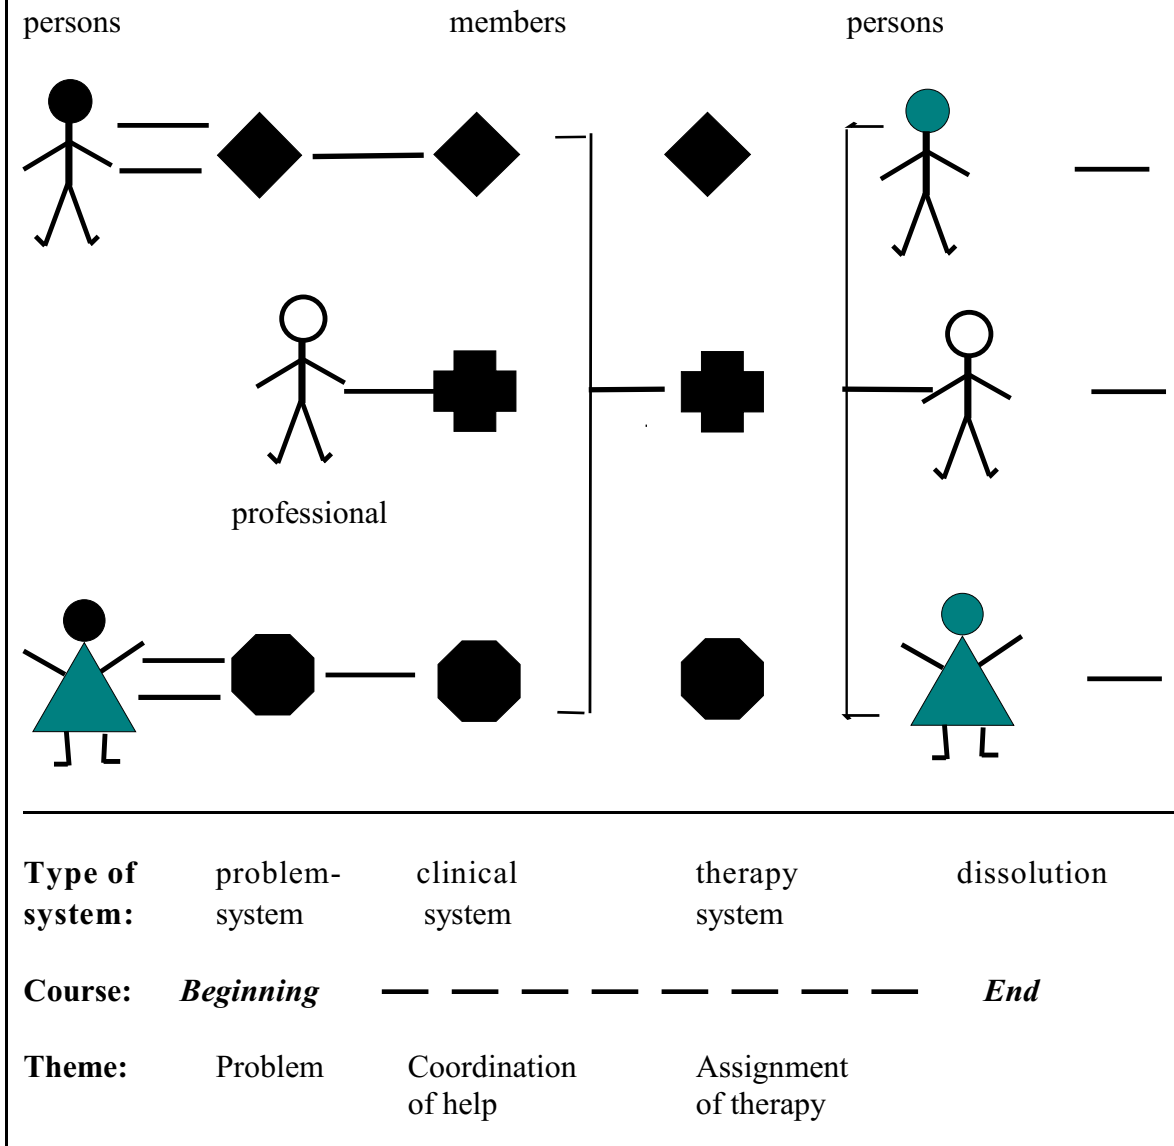 persons members persons
professional
Type of problem- clinical therapy dissolution
system: system system system
Course: Beginning — — — — — — — — End
Theme: Problem Coordination Assignment
of help of therapy